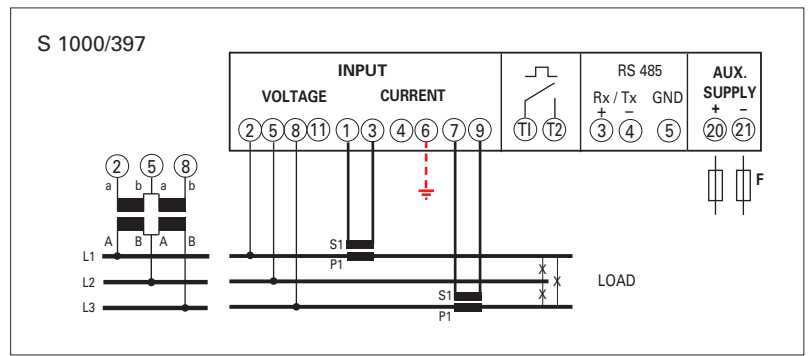 S 1000/397
INPUT
RS 485
AUX.
SUPPLY
VOLTAGE CURRENT
Rx / Tx GND
+ – + –
2 5 8 11 1 3 4 6 7 9 T1 T2 3 4 5 20 21
2 5 8
a b a b
F
A B A B
S1
L1
P1
L2
LOAD
S1
L3
P1
X
X
X